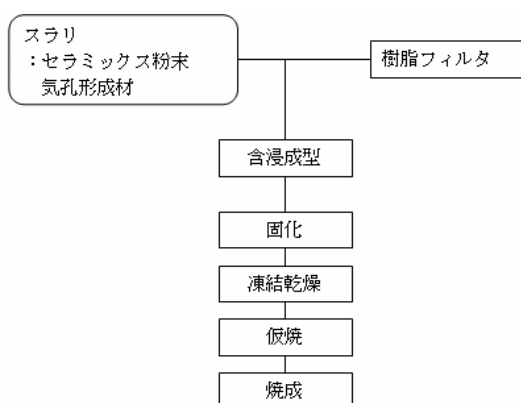 スラリ
:セラミックス粉末
気孔形成材
樹脂フィルタ
含浸成型
固化
凍結乾燥
仮焼
焼成